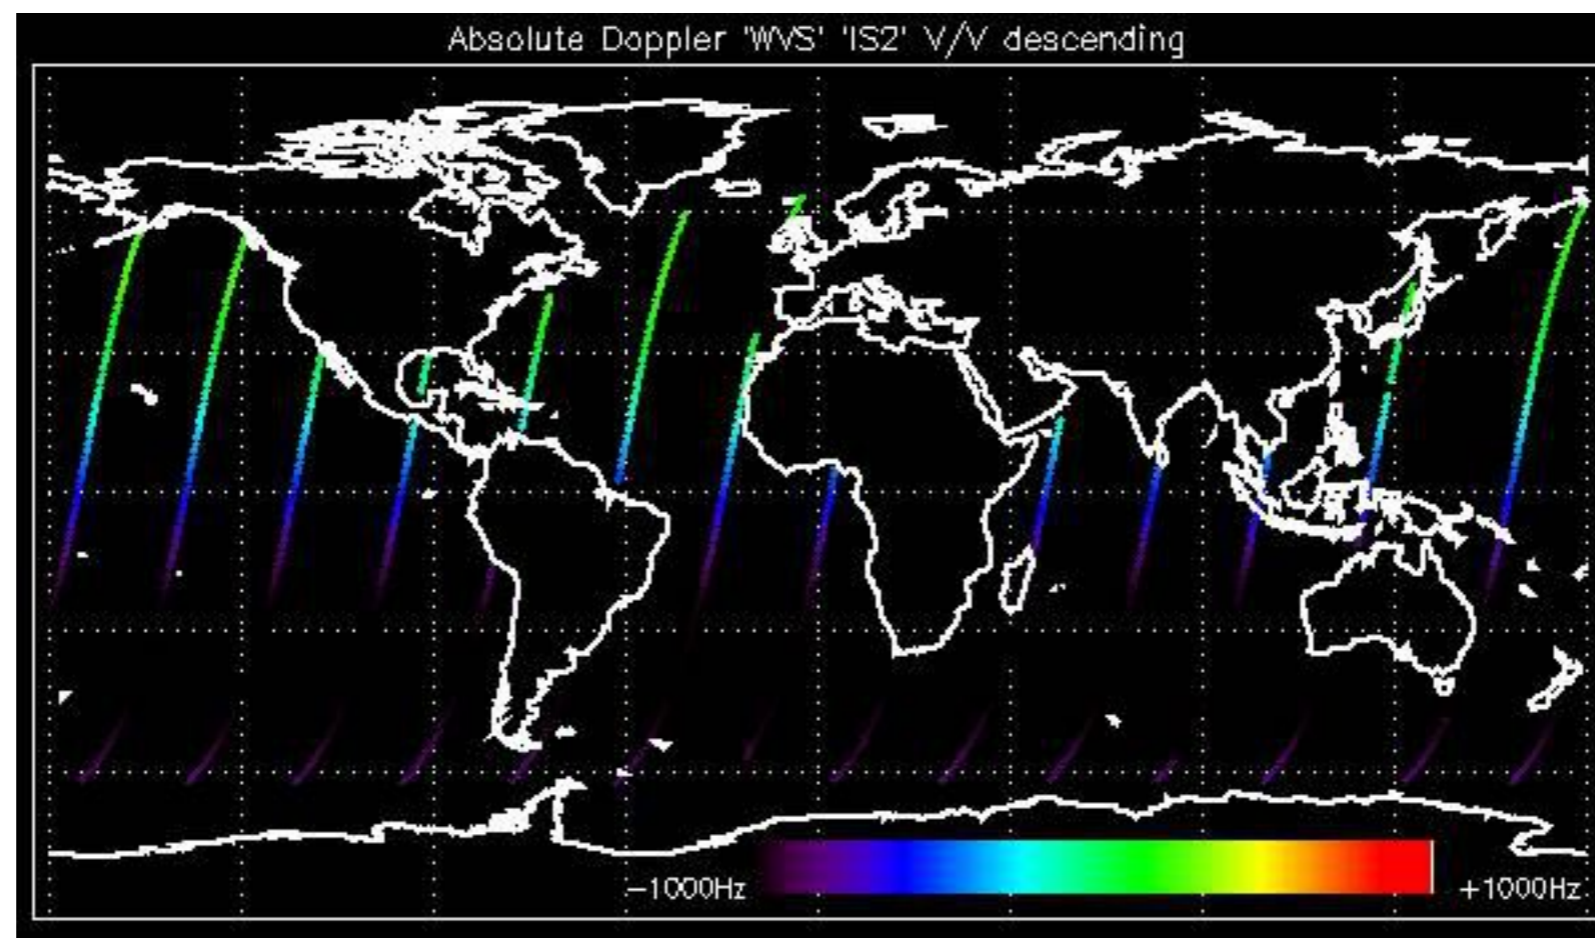 Absolute Doppler 'WVS' 'IS2' V/V descending
−1000Hz +1000Hz